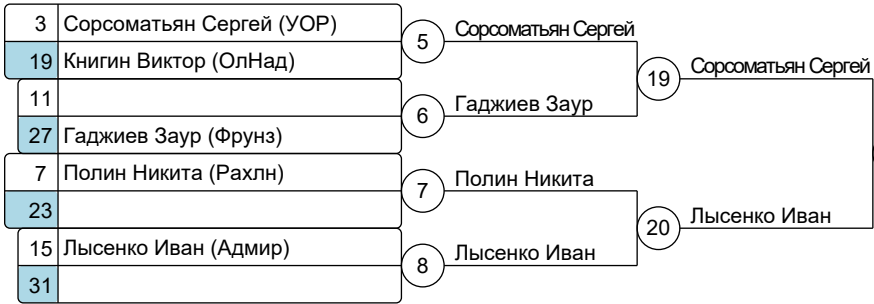 3 Сорсоматьян Сергей (УОР)
19 Книгин Виктор (ОлНад)
11
27 Гаджиев Заур (Фрунз)
7 Полин Никита (Рахлн)
23
15 Лысенко Иван (Адмир)
31
5 Сорсоматьян Сергей
6 Гаджиев Заур
7 Полин Никита
8 Лысенко Иван
19 Сорсоматьян Сергей
20 Лысенко Иван